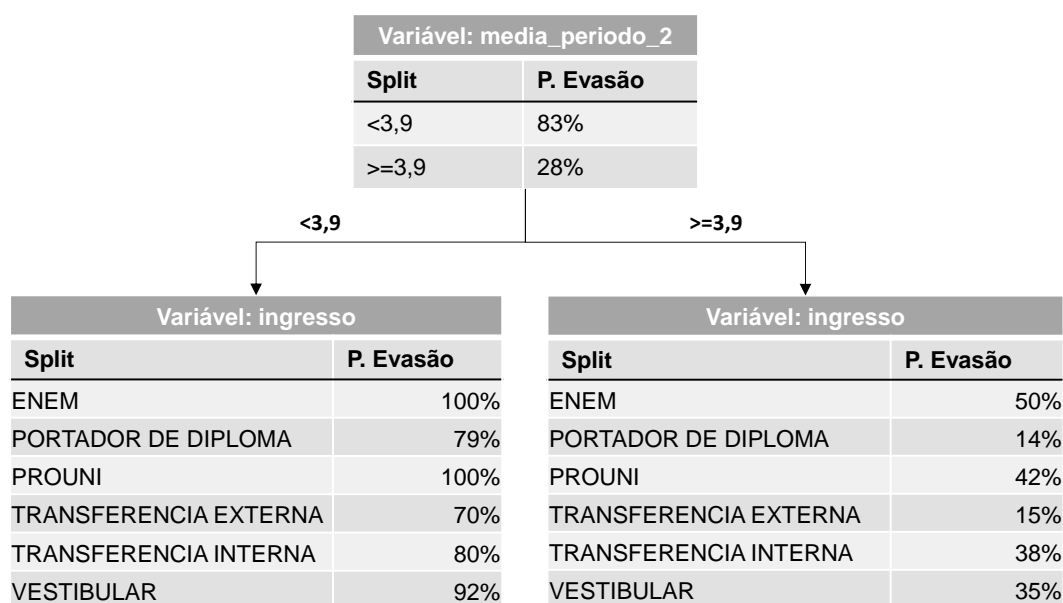 Variável: media_periodo_2
Split P. Evasão
<3,9 83%
>=3,9 28%
<3,9
>=3,9
Variável: ingresso
Split P. Evasão
ENEM 100%
PORTADOR DE DIPLOMA 79%
PROUNI 100%
TRANSFERENCIA EXTERNA 70%
TRANSFERENCIA INTERNA 80%
VESTIBULAR 92%
Variável: ingresso
Split P. Evasão
ENEM 50%
PORTADOR DE DIPLOMA 14%
PROUNI 42%
TRANSFERENCIA EXTERNA 15%
TRANSFERENCIA INTERNA 38%
VESTIBULAR 35%